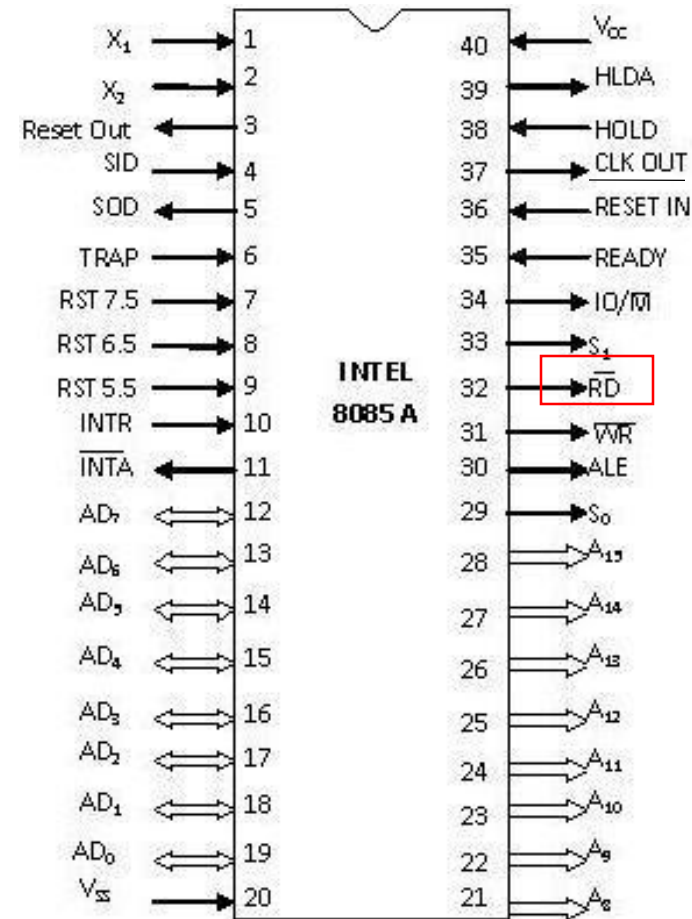 X₁ 1 40 Vcc
X₂ 2 39 HLDA
Reset Out 3 38 HOLD
SID 4 37 CLK OUT
SOD 5 36 RESET IN
TRAP 6 35 READY
RST 7.5 7 34 IO/M̅
RST 6.5 8 33 S₁
RST 5.5 9 32 R̅D̅
INTR 10 31 W̅R̅
I̅N̅T̅A̅ 11 30 ALE
AD₇ 12 29 S₀
AD₆ 13 28 A₁₅
AD₅ 14 27 A₁₄
AD₄ 15 26 A₁₃
AD₃ 16 25 A₁₂
AD₂ 17 24 A₁₁
AD₁ 18 23 A₁₀
AD₀ 19 22 A₉
Vss 20 21 A₈
INTEL
8085 A